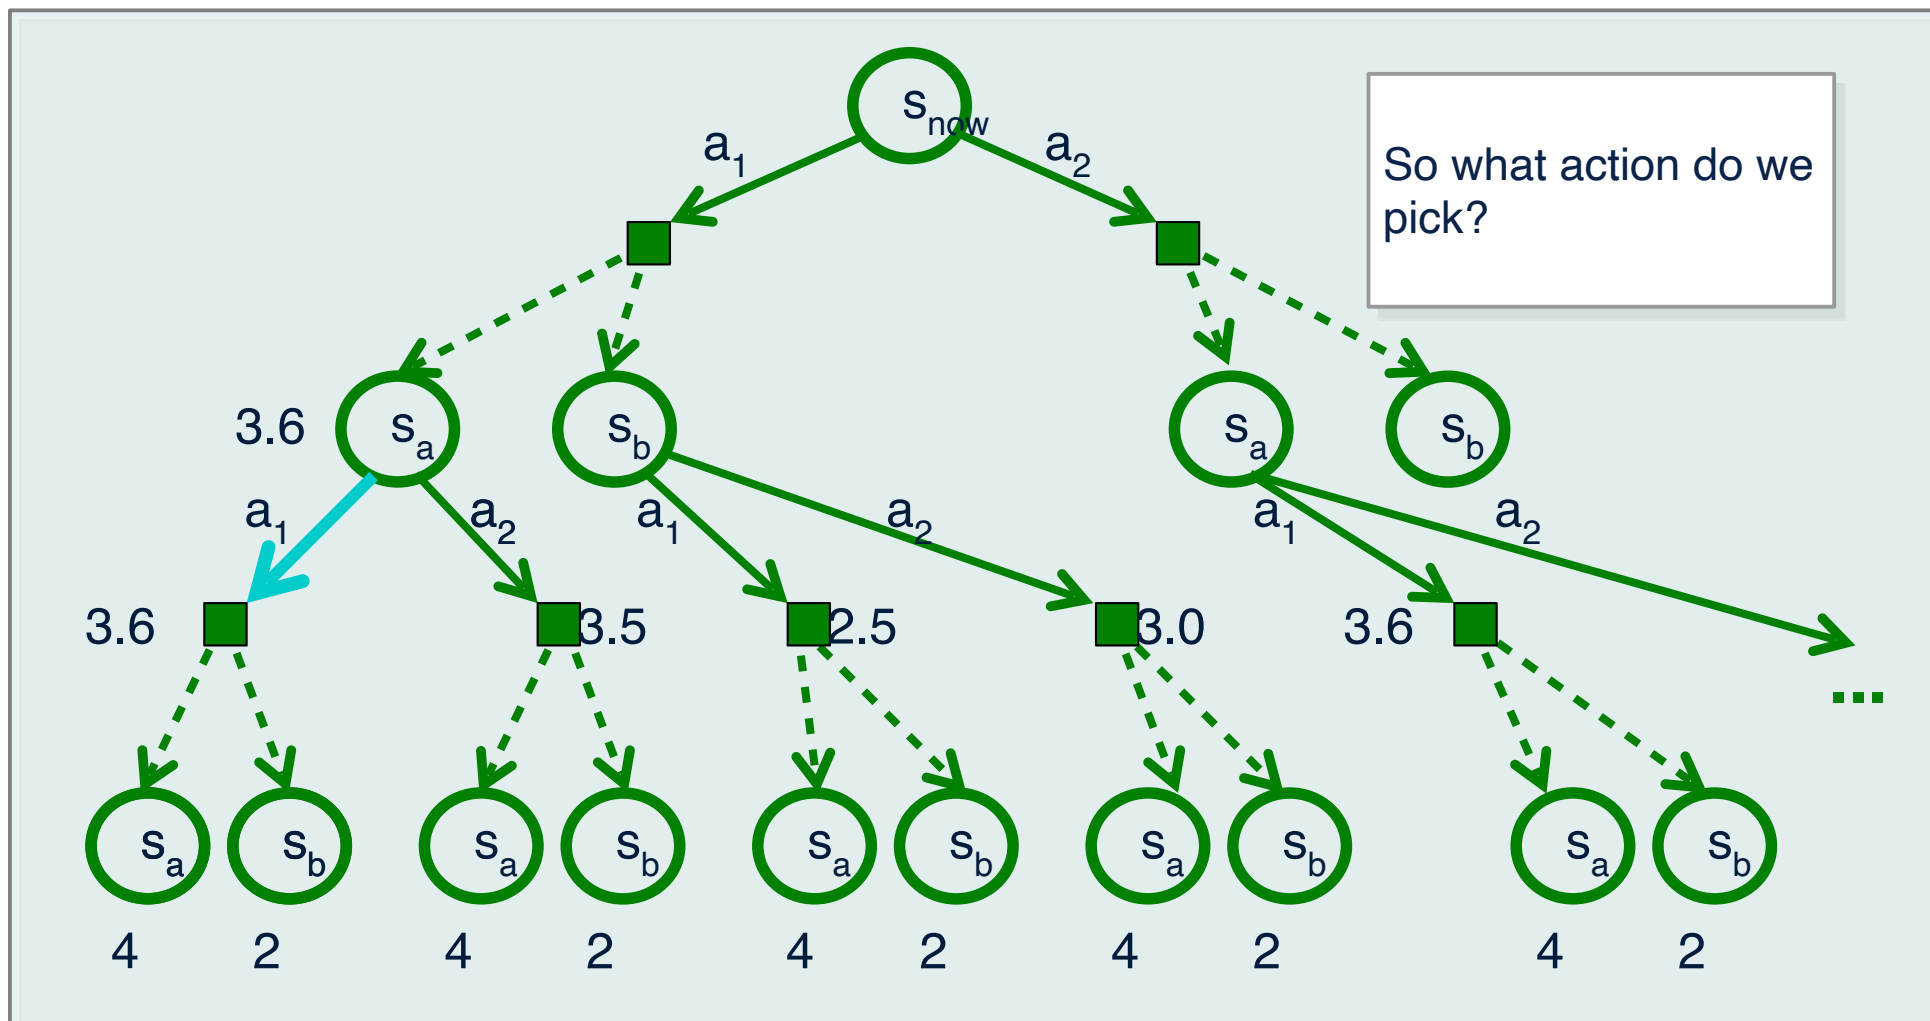 s_now
a_1 a_2
So what action do we
pick?
3.6 s_a s_b s_a s_b
a_1 a_2 a_1 a_2 a_1 a_2
3.6 3.5 2.5 3.0 3.6
...
s_a s_b s_a s_b s_a s_b s_a s_b s_a s_b
4 2 4 2 4 2 4 2 4 2